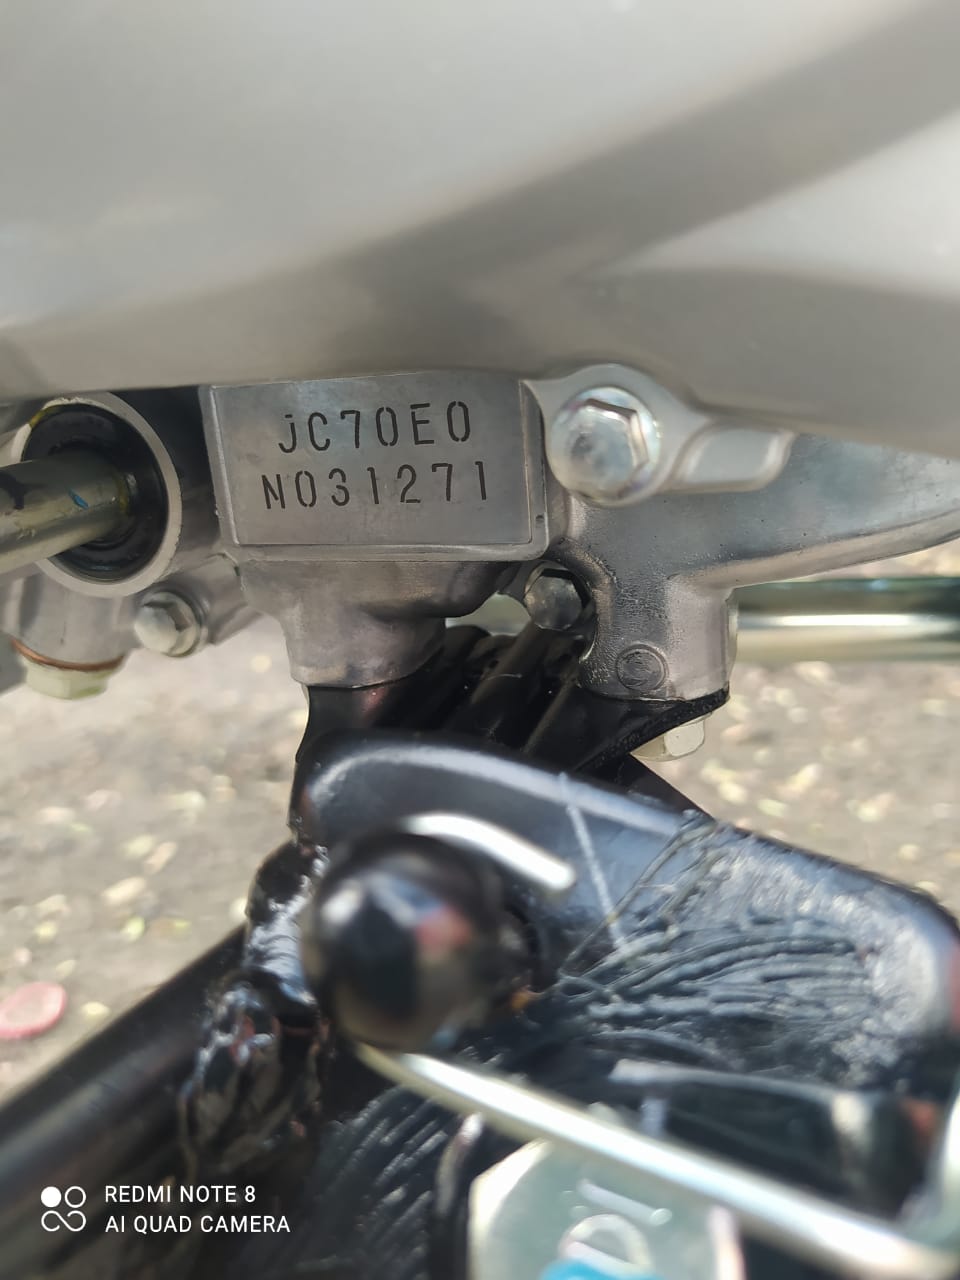 jC70E0
N031271
REDMI NOTE 8
AI QUAD CAMERA